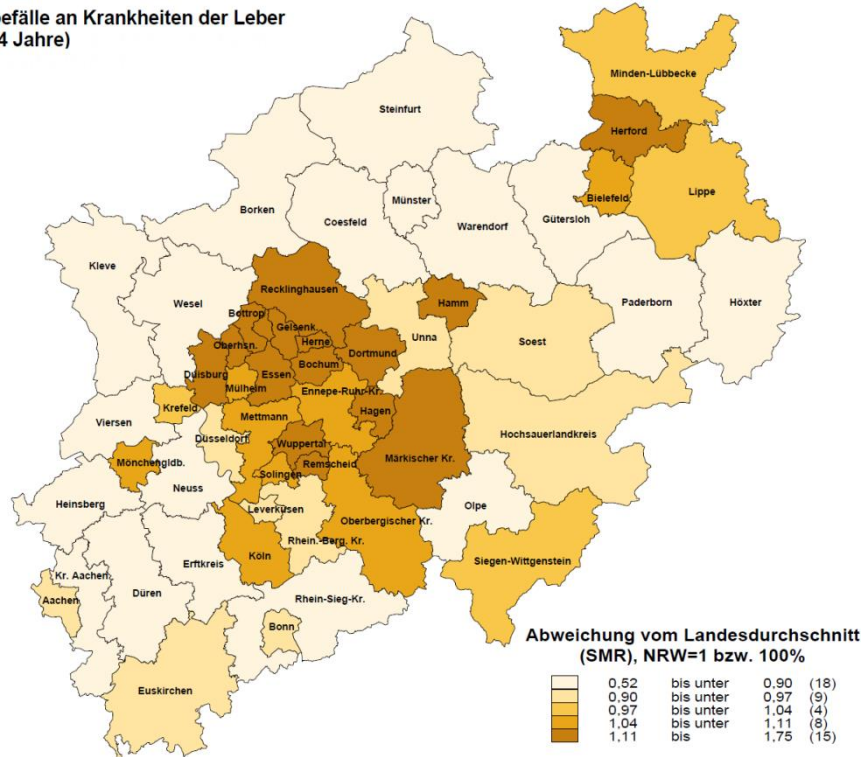 efälle an Krankheiten der Leber
4 Jahre)
Minden-Lübbecke
Steinfurt
Herford
Lippe
Bielefeld
Münster
Borken
Coesfeld
Warendorf
Gütersloh
Kleve
Recklinghausen
Wesel
Hamm
Paderborn
Höxter
Bottrop
Gelsenk.
Unna
Soest
Oberhsn.
Herne
Dortmund
Bochum
Duisburg
Essen
Mülheim
Ennepe-Ruhr-Kr.
Krefeld
Mettmann
Hagen
Viersen
Düsseldorf
Hochsauerlandkreis
Wuppertal
Märkischer Kr.
Mönchengldb.
Remscheid
Solingen
Neuss
Heinsberg
Olpe
Leverkusen
Oberbergischer Kr.
Rhein.-Berg. Kr.
Köln
Siegen-Wittgenstein
Erftkreis
Kr. Aachen
Düren
Aachen
Rhein-Sieg-Kr.
Bonn
Euskirchen
Abweichung vom Landesdurchschnitt
(SMR), NRW=1 bzw. 100%
0,52 bis unter 0,90 (18)
0,90 bis unter 0,97 (9)
0,97 bis unter 1,04 (4)
1,04 bis unter 1,11 (8)
1,11 bis 1,75 (15)